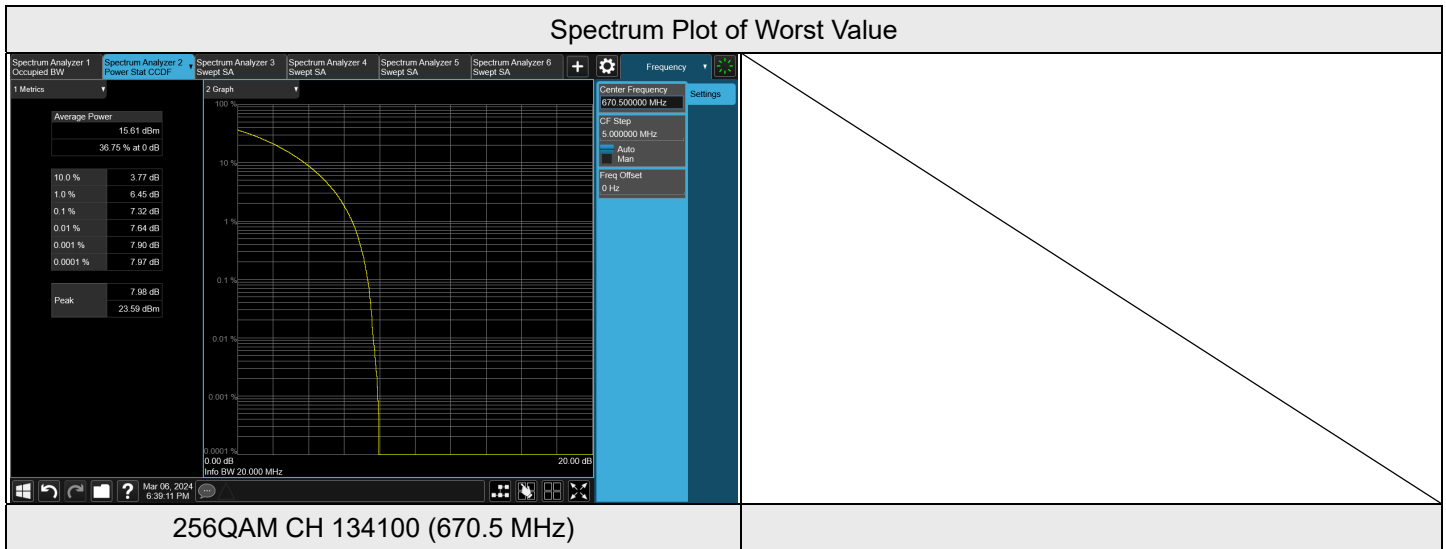 Spectrum Plot of Worst Value
Spectrum Analyzer 1
Occupied BW
Spectrum Analyzer 2
Power Stat CCDF
Spectrum Analyzer 3
Swept SA
Spectrum Analyzer 4
Swept SA
Spectrum Analyzer 5
Swept SA
Spectrum Analyzer 6
Swept SA
+
Frequency
1 Metrics
Average Power
15.61 dBm
36.75 % at 0 dB
10.0 % 3.77 dB
1.0 % 6.45 dB
0.1 % 7.32 dB
0.01 % 7.64 dB
0.001 % 7.90 dB
0.0001 % 7.97 dB
Peak 7.98 dB
23.59 dBm
2 Graph
100 %
10 %
1 %
0.1 %
0.01 %
0.001 %
0.0001 %
0.00 dB 20.00 dB
Info BW 20.000 MHz
Center Frequency
670.500000 MHz
Settings
CF Step
5.000000 MHz
Auto
Man
Freq Offset
0 Hz
?
Mar 06, 2024
6:39:11 PM
256QAM CH 134100 (670.5 MHz)